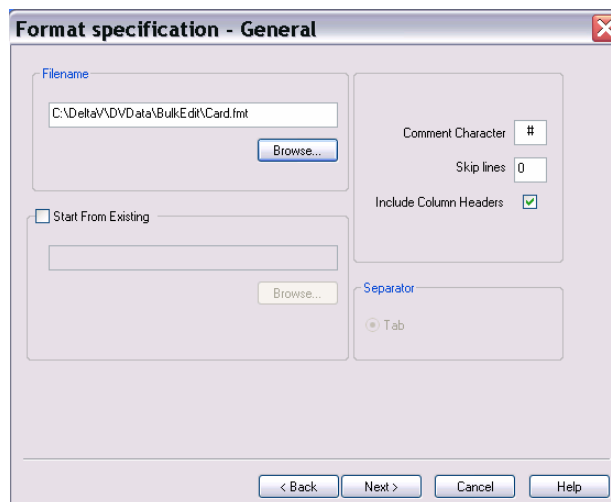 Format specification - General
Filename
C:\DeltaV\DVData\BulkEdit\Card.fmt
Browse...
Comment Character #
Skip lines 0
Include Column Headers
Start From Existing
Browse...
Separator
Tab
< Back Next > Cancel Help